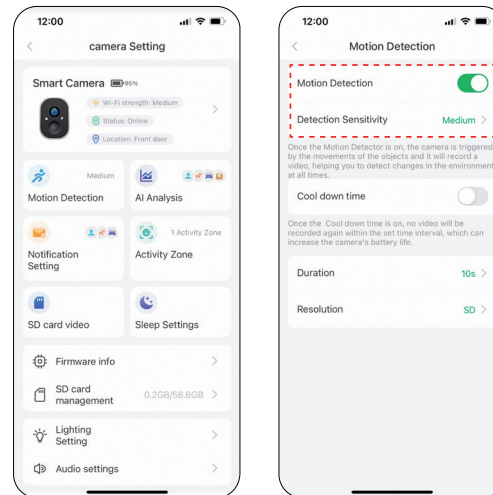 12:00
camera Setting
Smart Camera 95%
Wi-Fi strength: Medium
Status: Online
Location: Front door
Medium
Motion Detection
AI Analysis
Notification
Setting
1 Activity Zone
Activity Zone
SD card video
Sleep Settings
Firmware info
SD card
management
0.2GB/58.6GB
Lighting
Setting
Audio settings
12:00
Motion Detection
Motion Detection
Detection Sensitivity
Medium
Once the Motion Detector is on, the camera is triggered
by the movements of the objects and it will record a
video, helping you to detect changes in the environment
at all times.
Cool down time
Once the Cool down time is on, no video will be
recorded again within the set time interval, which can
increase the camera's battery life.
Duration
10s
Resolution
SD